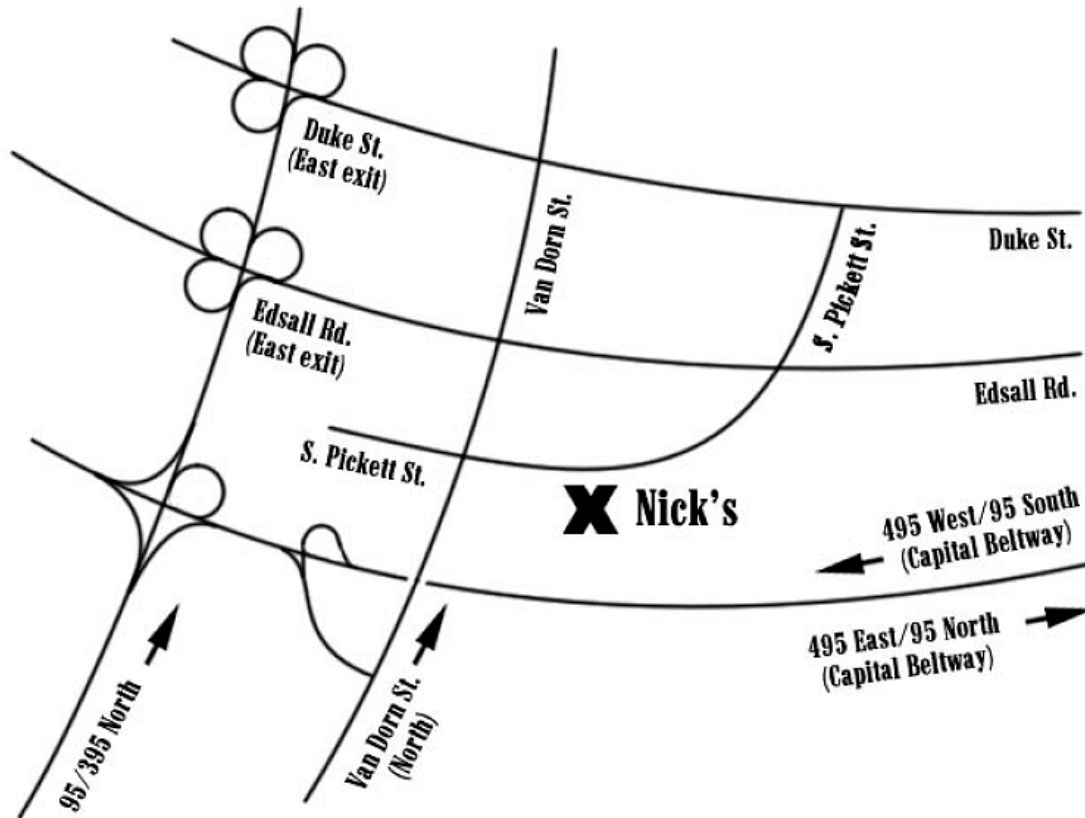 Duke St.
(East exit)
Van Dorn St.
S. Pickett St.
Duke St.
Edsall Rd.
(East exit)
Edsall Rd.
S. Pickett St.
X Nick's
495 West/95 South
(Capital Beltway)
495 East/95 North
(Capital Beltway)
95/395 North
Van Dorn St.
(North)